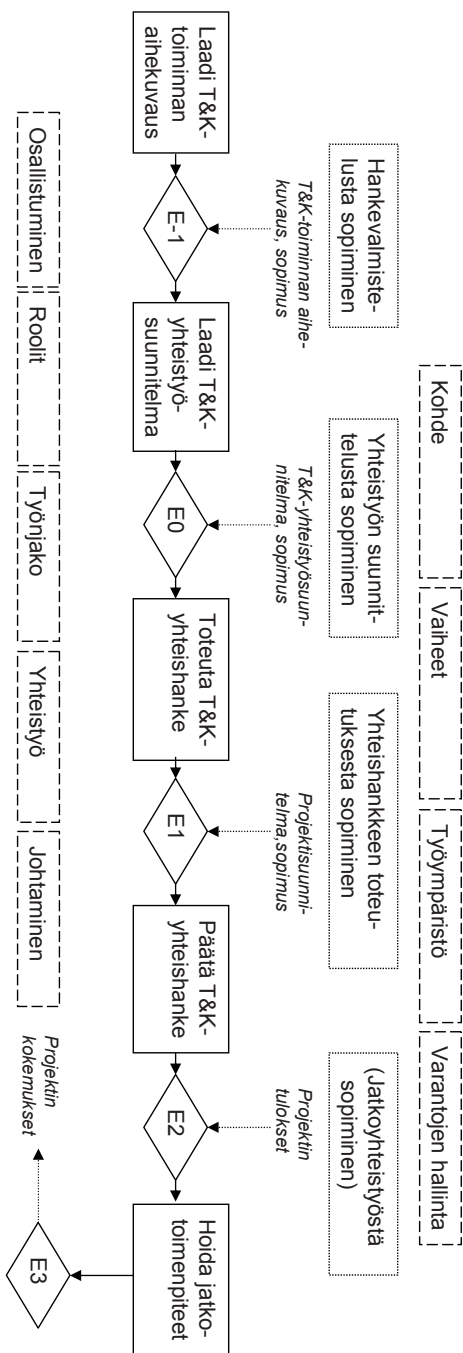 Kohde
Vaiheet
Työympäristö
Varantojen hallinta
Hankevalmiste-
lusta sopiminen
Yhteistyön suunnit-
telusta sopiminen
Yhteishankkeen toteu-
tuksesta sopiminen
(Jatkoyhteistyöstä
sopiminen)
T&K-toiminnan aihe-
kuvaus, sopimus
T&K-yhteistyösuun-
nitelma, sopimus
Projektisuunni-
telma,sopimus
Projektin
tulokset
Laadi T&K-
toiminnan
aihekuvaus
E-1
Laadi T&K-
yhteistyö-
suunnitelma
E0
Toteuta T&K-
yhteishanke
E1
Päätä T&K-
yhteishanke
E2
Hoida jatko-
toimenpiteet
E3
Projektin
kokemukset
Osallistuminen
Roolit
Työnjako
Yhteistyö
Johtaminen